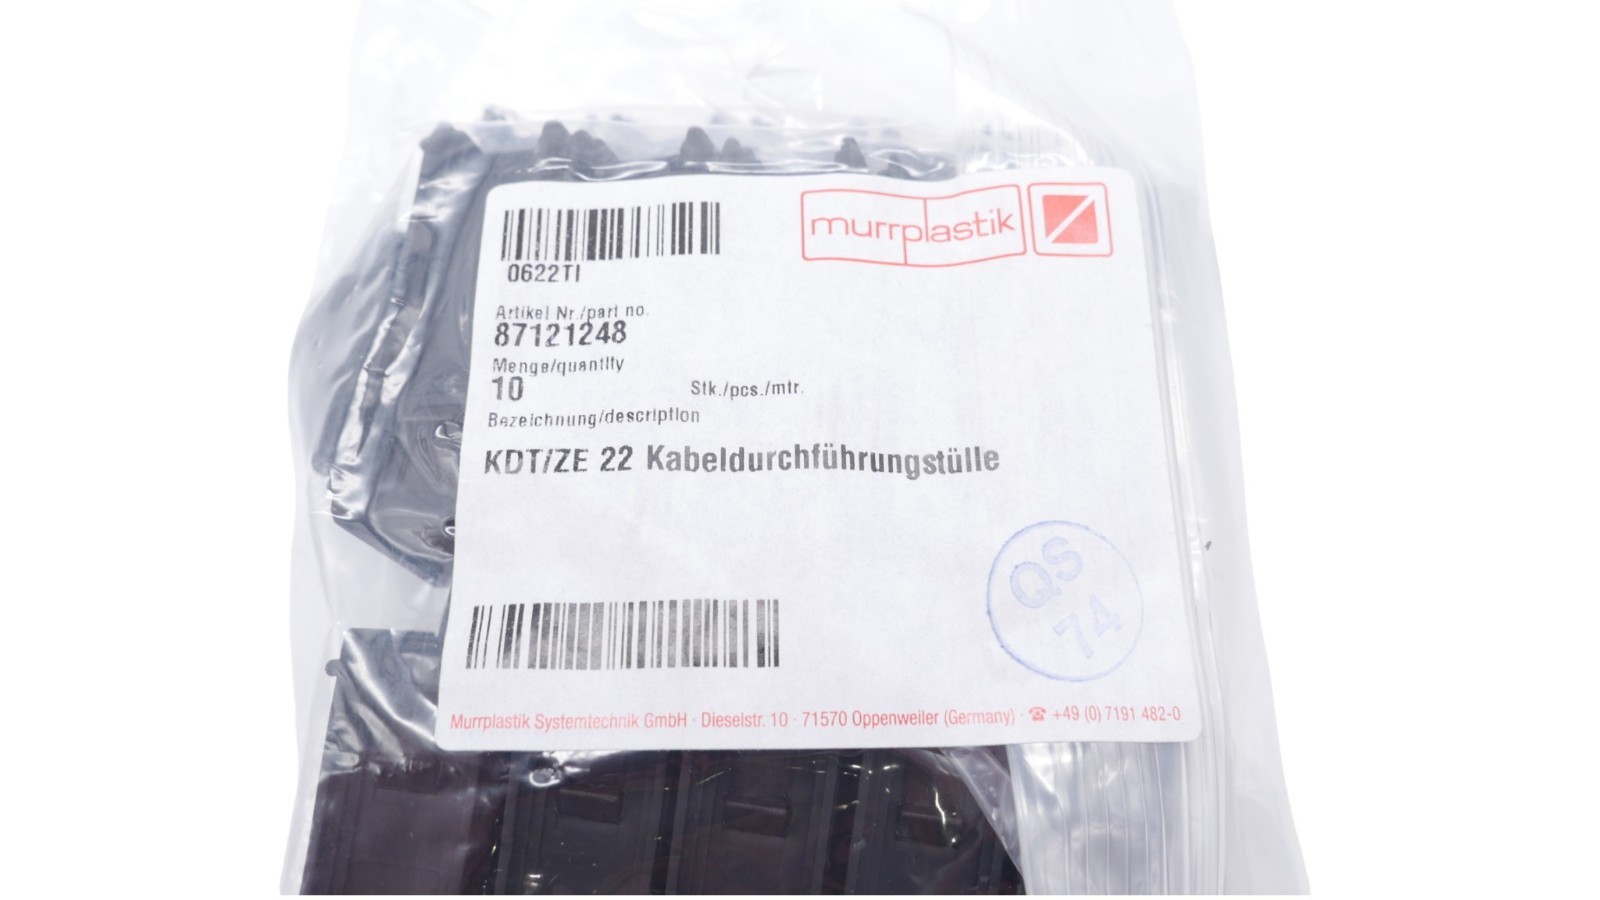 murrplastik
0622TI
Artikel Nr./part no.
87121248
Menge/quantity
10 Stk./pcs./mtr.
Bezeichnung/description
KDT/ZE 22 Kabeldurchführungstülle
QS
74
Murrplastik Systemtechnik GmbH · Dieselstr. 10 · 71570 Oppenweiler (Germany) · ☎ +49 (0) 7191 482-0